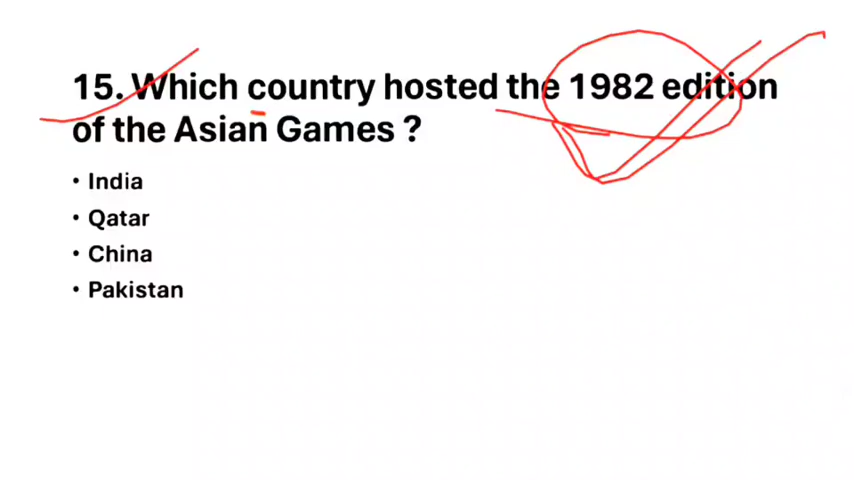 15. Which country hosted the 1982 edition
of the Asian Games ?
• India
• Qatar
• China
• Pakistan